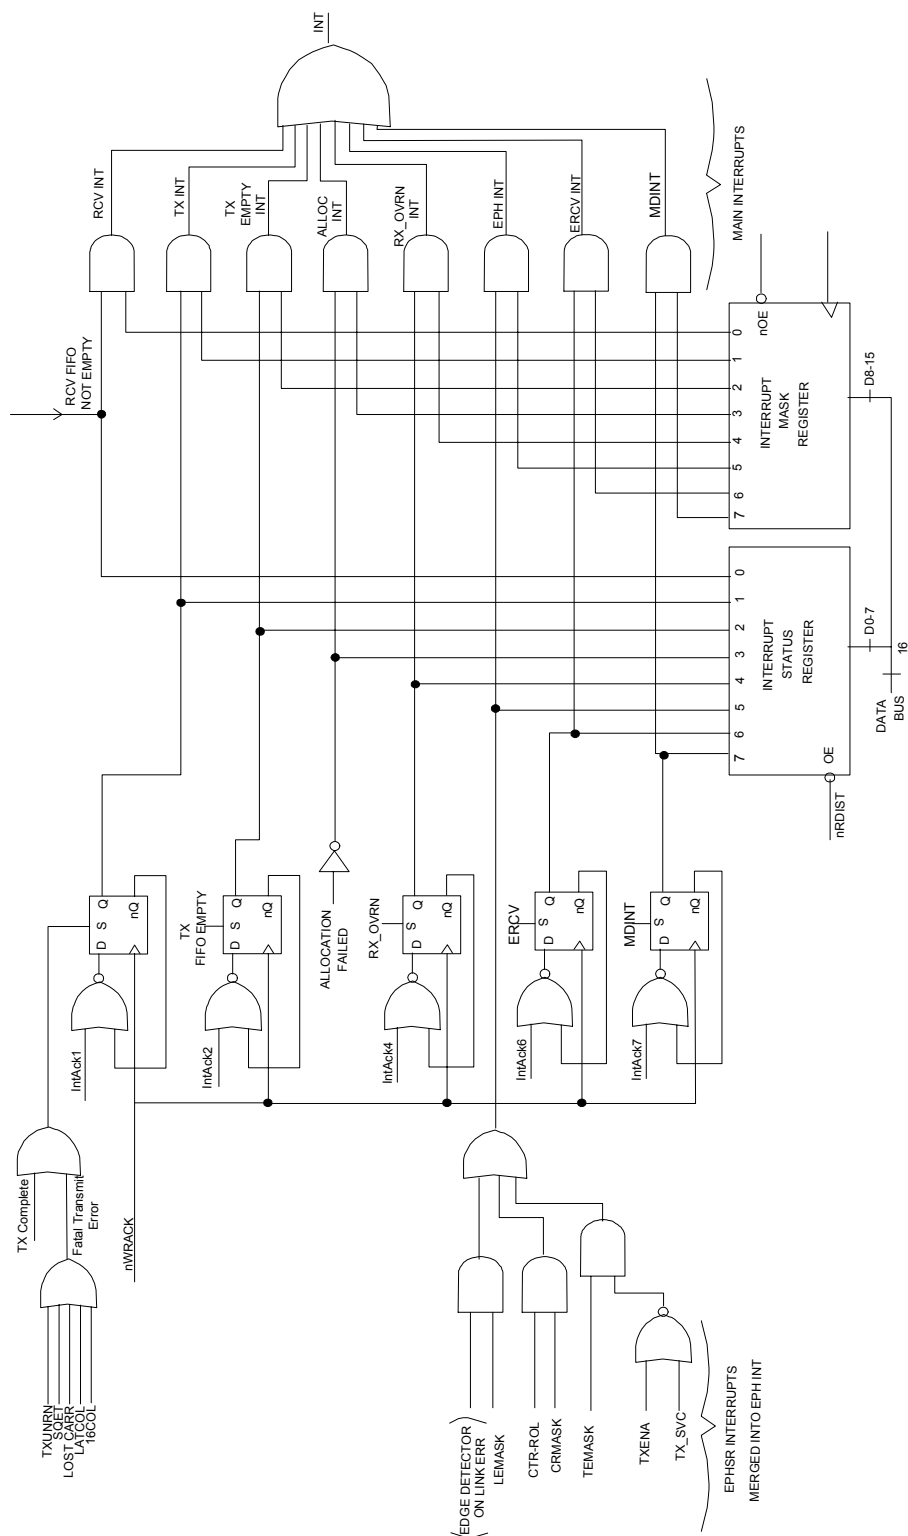 INT
RCV INT
TX INT
TX
EMPTY
INT
ALLOC
INT
RX_OVRN
INT
EPH INT
ERCV INT
MDINT
MAIN INTERRUPTS
RCV FIFO
NOT EMPTY
nOE
0
1
2
3
4
5
6
7
INTERRUPT
MASK
REGISTER
D8-15
0
1
2
3
4
5
6
7
INTERRUPT
STATUS
REGISTER
OE
nRDIST
D0-7
16
DATA
BUS
D
S
Q
nQ
IntAck1
TX
FIFO EMPTY
D
S
Q
nQ
IntAck2
ALLOCATION
FAILED
RX_OVRN
D
S
Q
nQ
IntAck4
ERCV
D
S
Q
nQ
IntAck6
MDINT
D
S
Q
nQ
IntAck7
TX Complete
Fatal Transmit
Error
nWRACK
TXUNRN
SQET
LOST CARR
LATCOL
16COL
EDGE DETECTOR
ON LINK ERR
LEMASK
CTR-ROL
CRMASK
TEMASK
TXENA
TX_SVC
EPHSR INTERRUPTS
MERGED INTO EPH INT